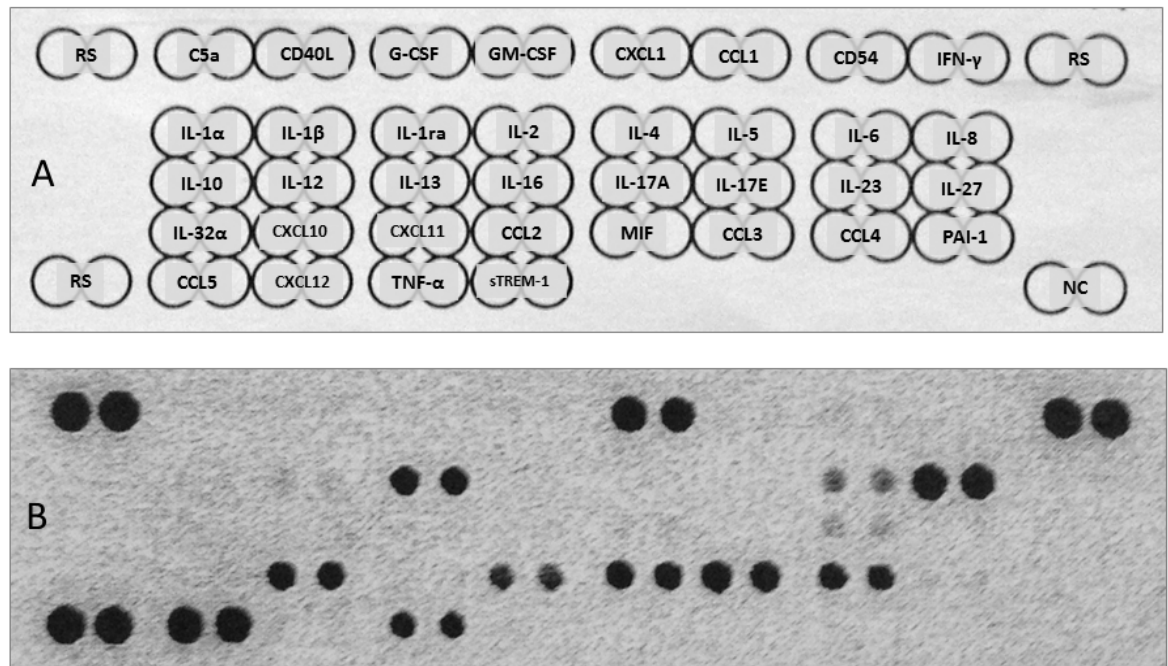 RS C5a CD40L G-CSF GM-CSF CXCL1 CCL1 CD54 IFN-γ RS
IL-1α IL-1β IL-1ra IL-2 IL-4 IL-5 IL-6 IL-8
A IL-10 IL-12 IL-13 IL-16 IL-17A IL-17E IL-23 IL-27
IL-32α CXCL10 CXCL11 CCL2 MIF CCL3 CCL4 PAI-1
RS CCL5 CXCL12 TNF-α sTREM-1 NC
B